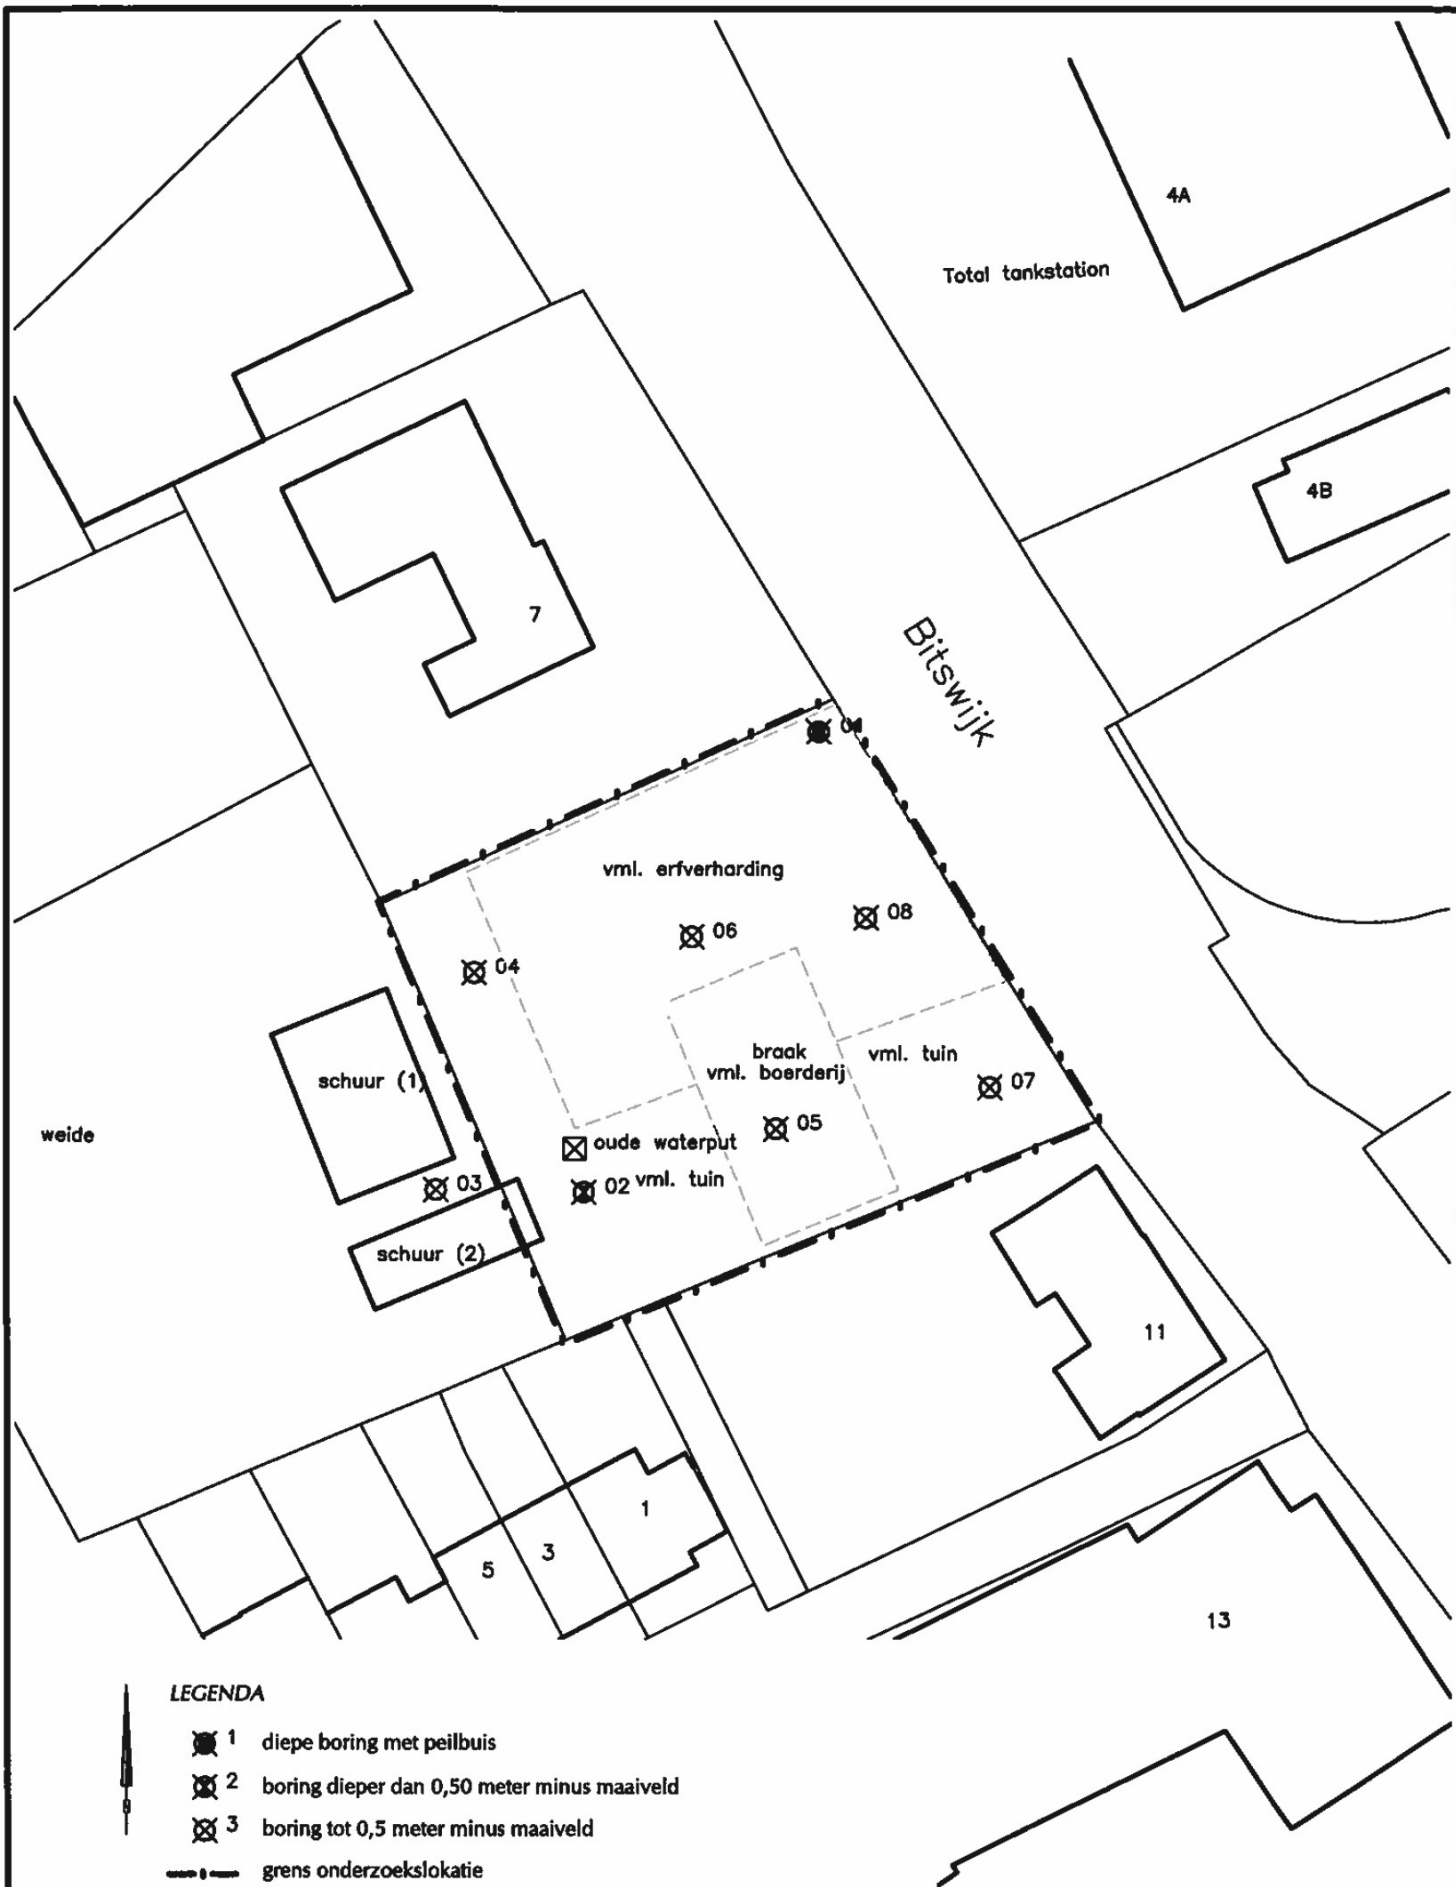 4A
Total tankstation
4B
7
Bitswijk
01
vml. erfverharding
08
06
04
braak
vml. boerderij
vml. tuin
schuur (1)
07
05
weide
oude waterput
03
02
vml. tuin
schuur (2)
11
1
3
5
13
LEGENDA
1 diepe boring met peilbuis
2 boring dieper dan 0,50 meter minus maaiveld
3 boring tot 0,5 meter minus maaiveld
grens onderzoekslokatie